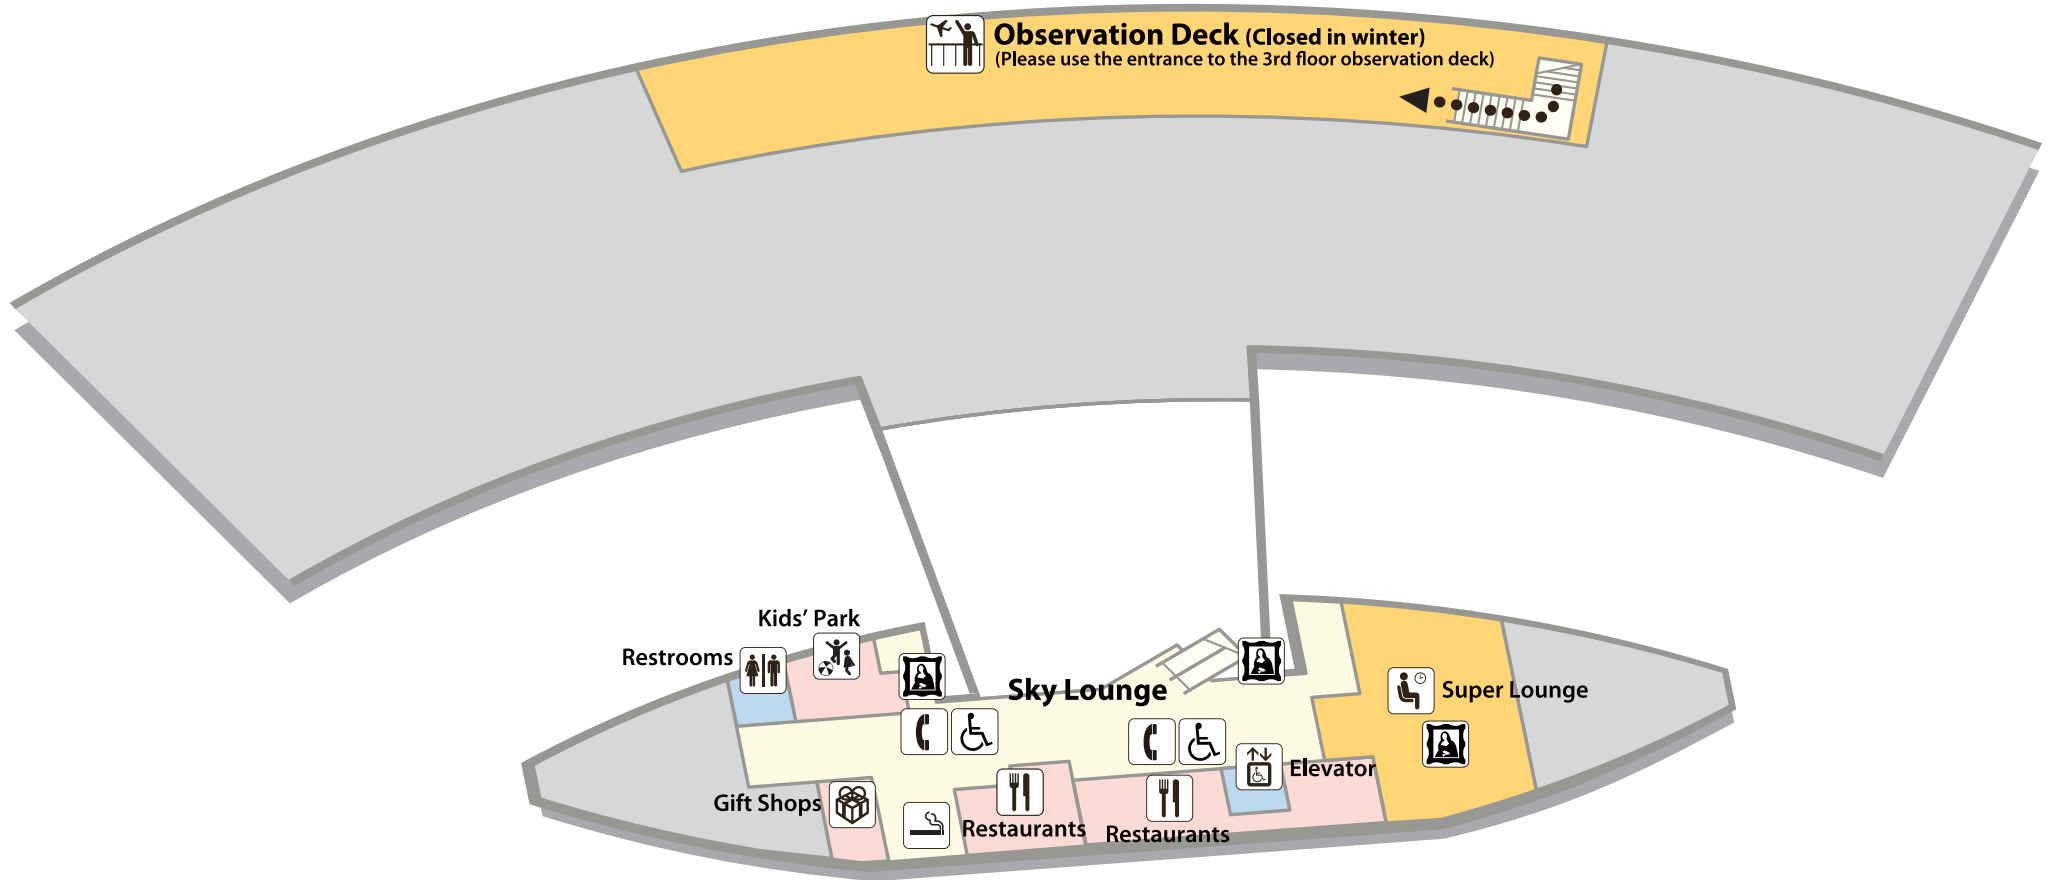 Observation Deck (Closed in winter)
(Please use the entrance to the 3rd floor observation deck)
Kids’ Park
Restrooms
Sky Lounge
Super Lounge
Elevator
Gift Shops
Restaurants
Restaurants